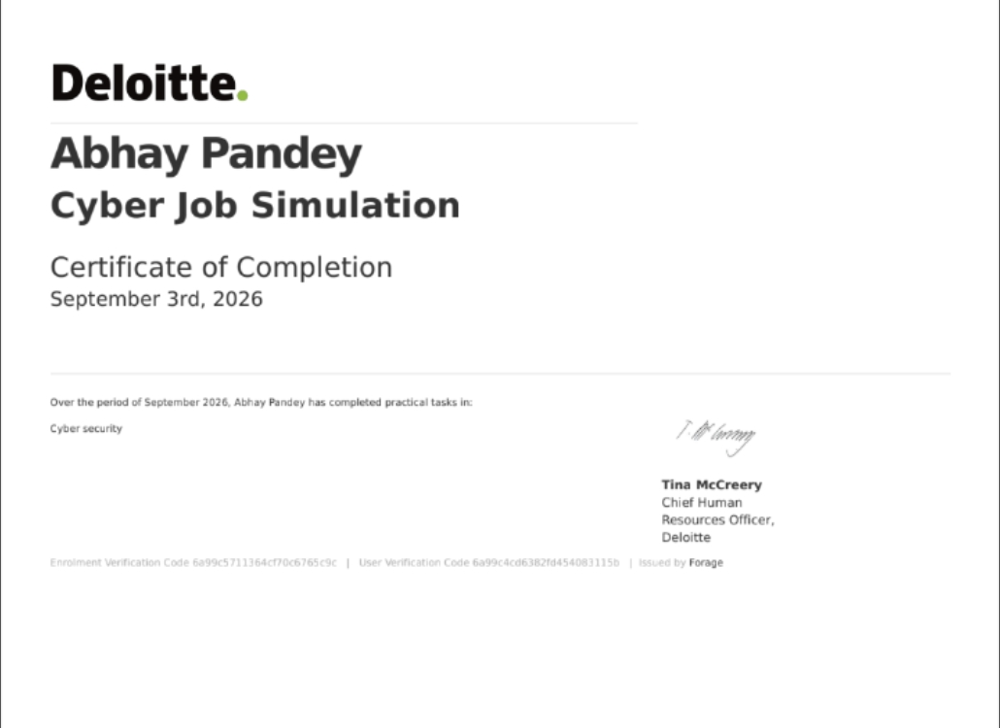 Deloitte.
Abhay Pandey
Cyber Job Simulation
Certificate of Completion
September 3rd, 2026
Over the period of September 2026, Abhay Pandey has completed practical tasks in:
Cyber security
T. McCreery
Tina McCreery
Chief Human
Resources Officer,
Deloitte
Enrolment Verification Code 6a99c5711364cf70c6765c9c | User Verification Code 6a99c4cd6382fd454083115b | Issued by Forage